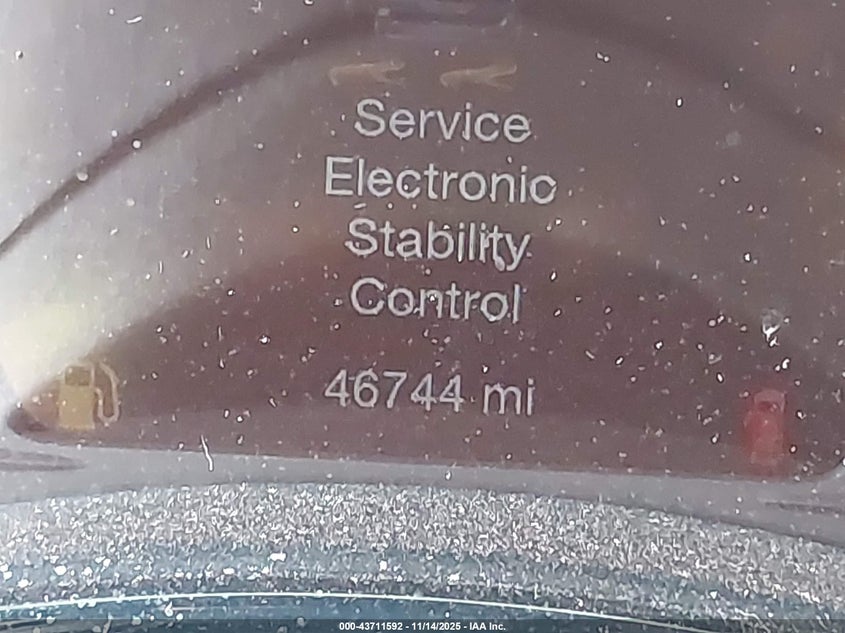 Service
Electronic
Stability
Control
46744 mi
000-43711592 - 11/14/2025 - IAA Inc.